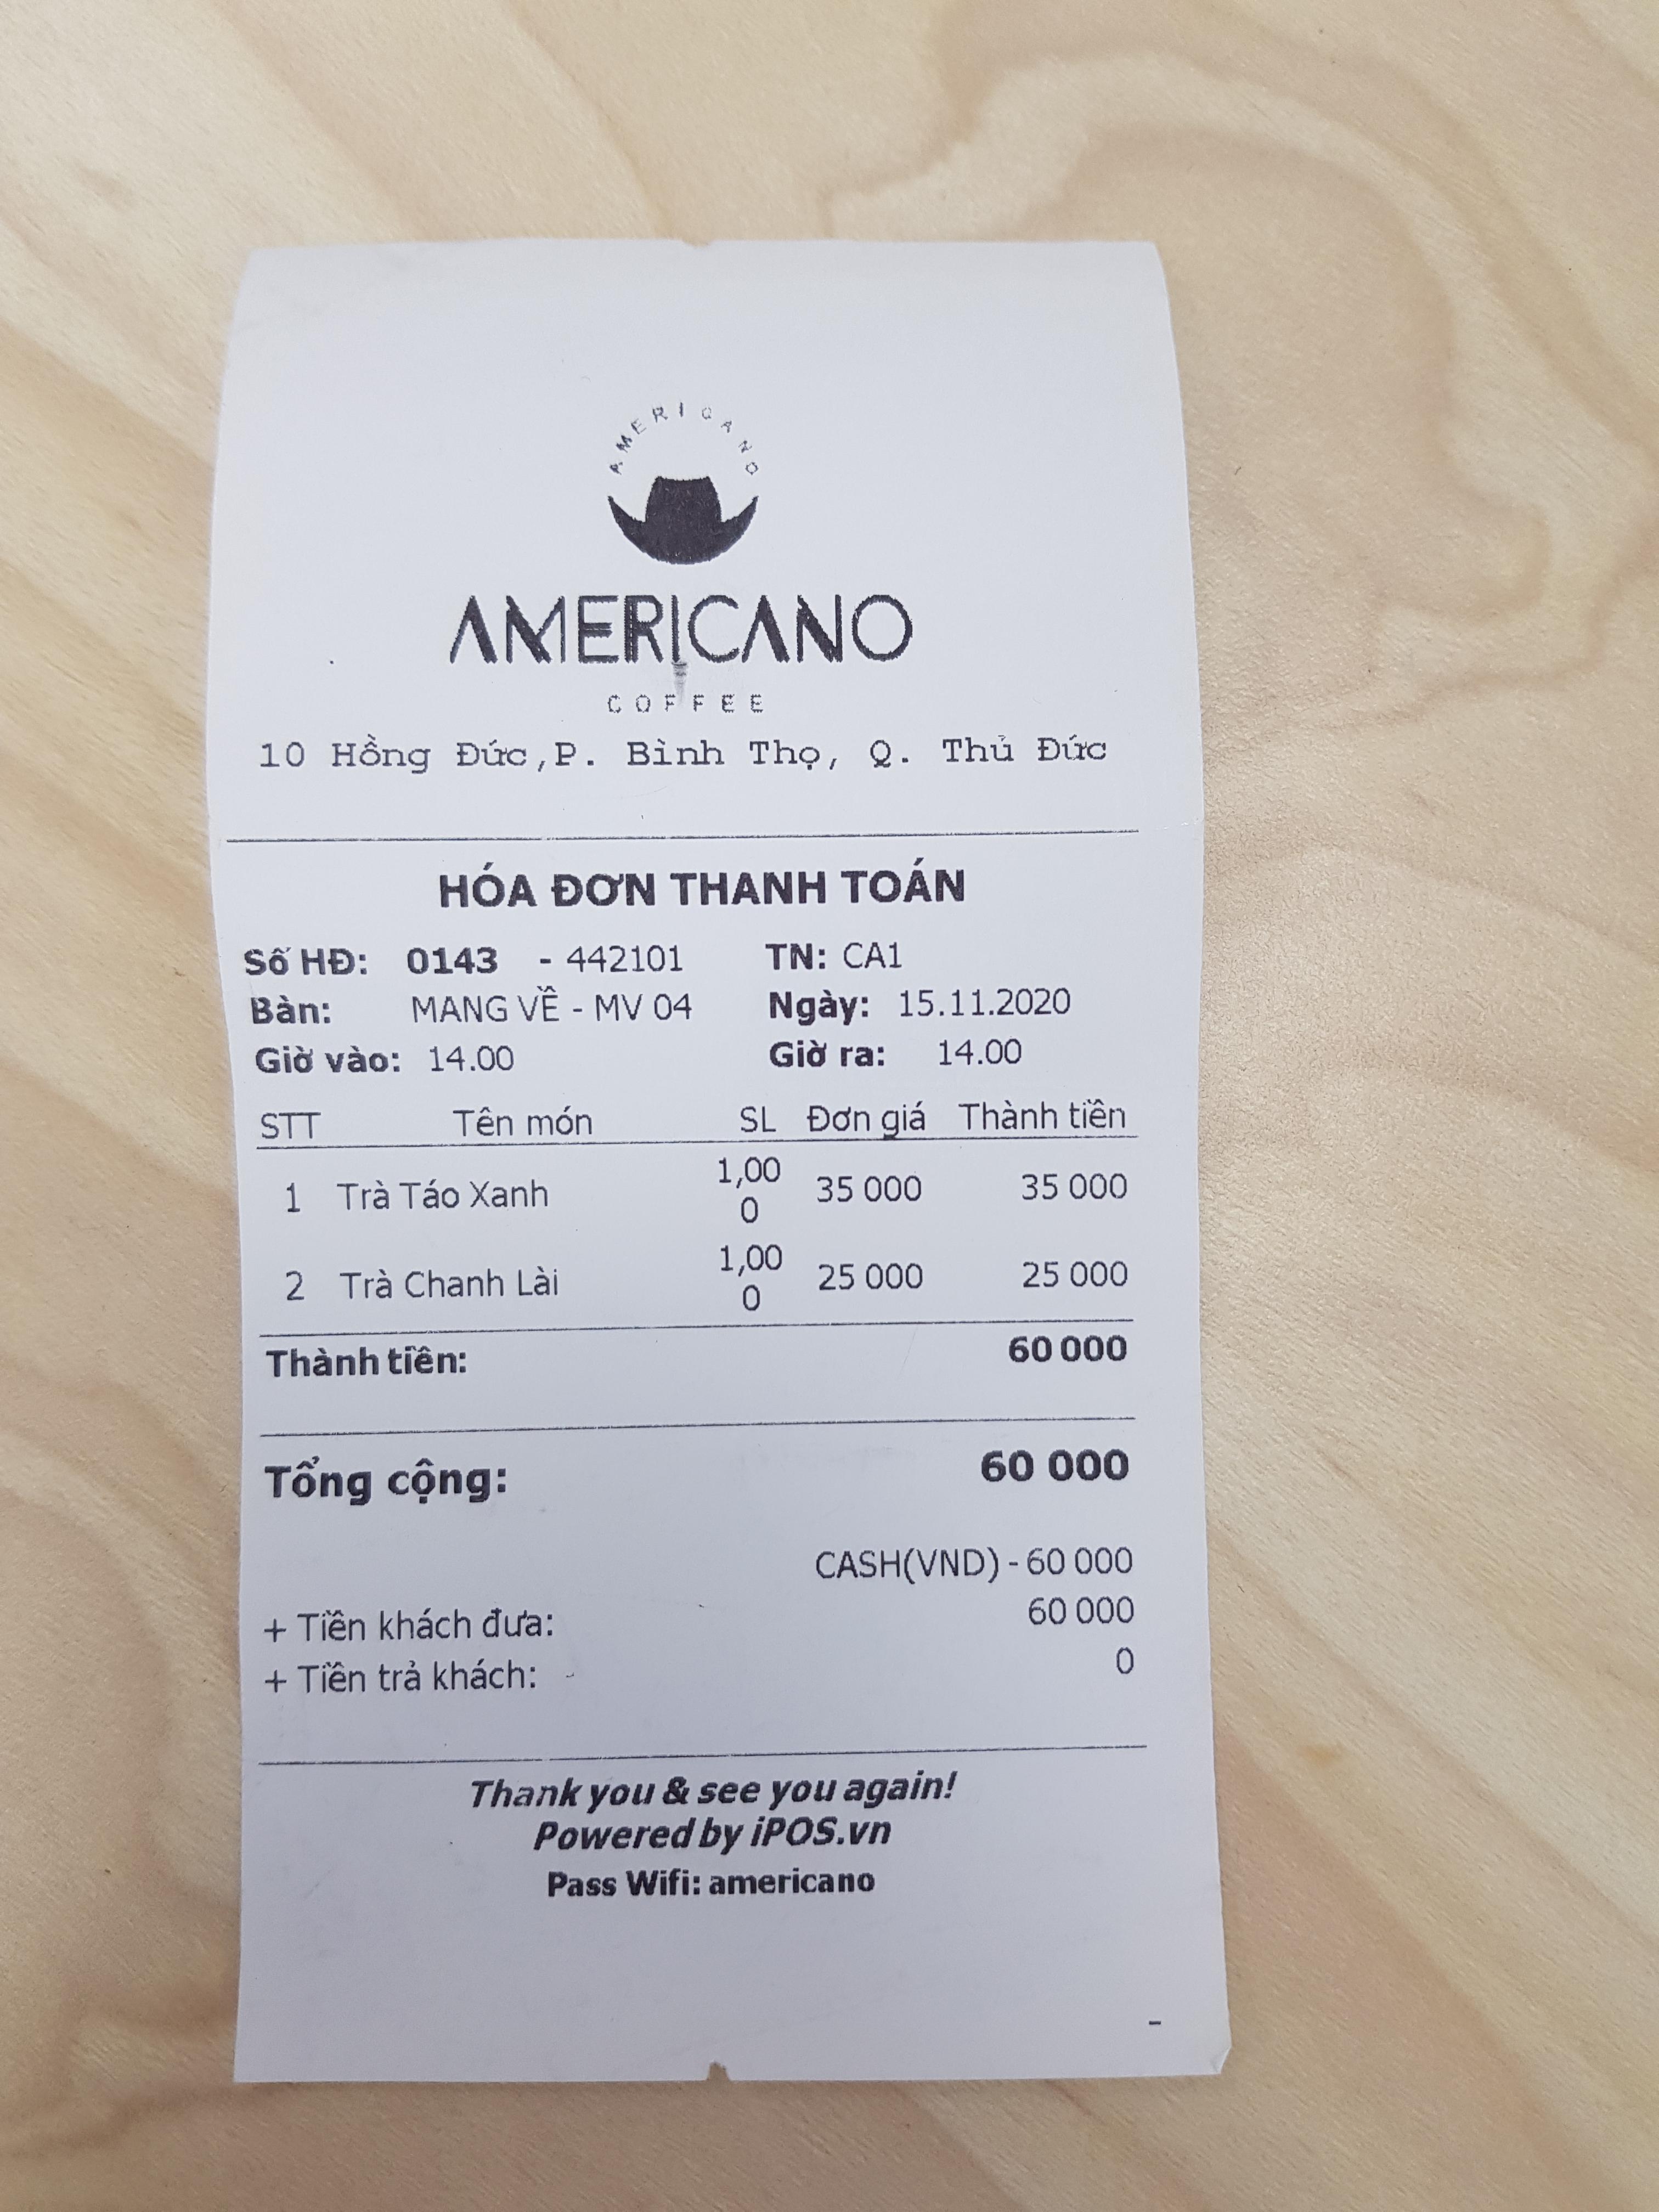 AMERICANO
AMERICANO
COFFEE
10 Hồng Đức,P. Bình Thọ, Q. Thủ Đức
HÓA ĐƠN THANH TOÁN
Số HĐ: 0143 - 442101 TN: CA1
Bàn: MANG VỀ - MV 04 Ngày: 15.11.2020
Giờ vào: 14.00 Giờ ra: 14.00
STT Tên món SL Đơn giá Thành tiền
1 Trà Táo Xanh 1,000 35 000 35 000
2 Trà Chanh Lài 1,000 25 000 25 000
Thành tiền: 60 000
Tổng cộng: 60 000
CASH(VND) - 60 000
+ Tiền khách đưa: 60 000
+ Tiền trả khách: 0
Thank you & see you again!
Powered by iPOS.vn
Pass Wifi: americano
-